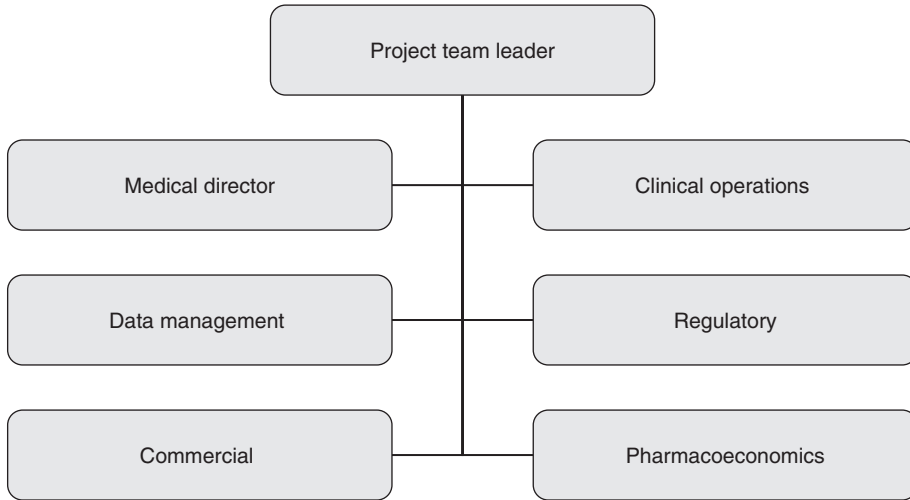 Project team leader
Medical director
Clinical operations
Data management
Regulatory
Commercial
Pharmacoeconomics